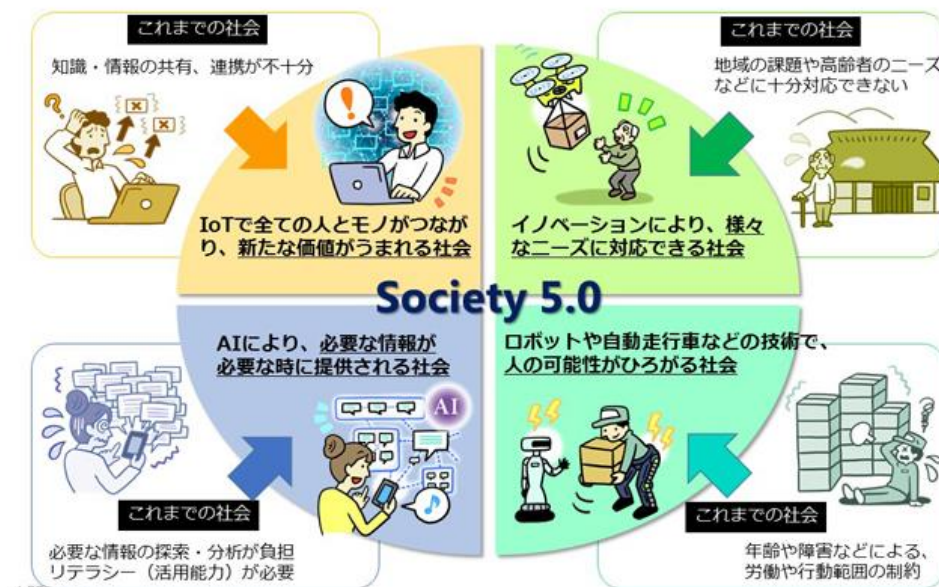 これまでの社会
知識・情報の共有、連携が不十分
IoTで全ての人とモノがつなが
り、新たな価値がうまれる社会
これまでの社会
地域の課題や高齢者のニーズ
などに十分対応できない
イノベーションにより、様々
なニーズに対応できる社会
Society 5.0
AIにより、必要な情報が
必要な時に提供される社会
AI
これまでの社会
必要な情報の探索・分析が負担
リテラシー（活用能力）が必要
ロボットや自動走行車などの技術で、
人の可能性がひろがる社会
これまでの社会
年齢や障害などによる、
労働や行動範囲の制約